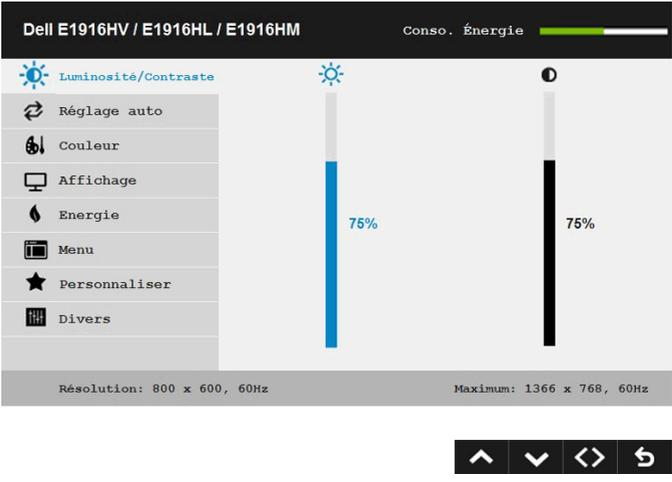 Dell E1916HV / E1916HL / E1916HM
Conso. Énergie
Luminosité/Contraste
Réglage auto
Couleur
Affichage
Energie
Menu
Personnaliser
Divers
75%
75%
Résolution: 800 x 600, 60Hz
Maximum: 1366 x 768, 60Hz